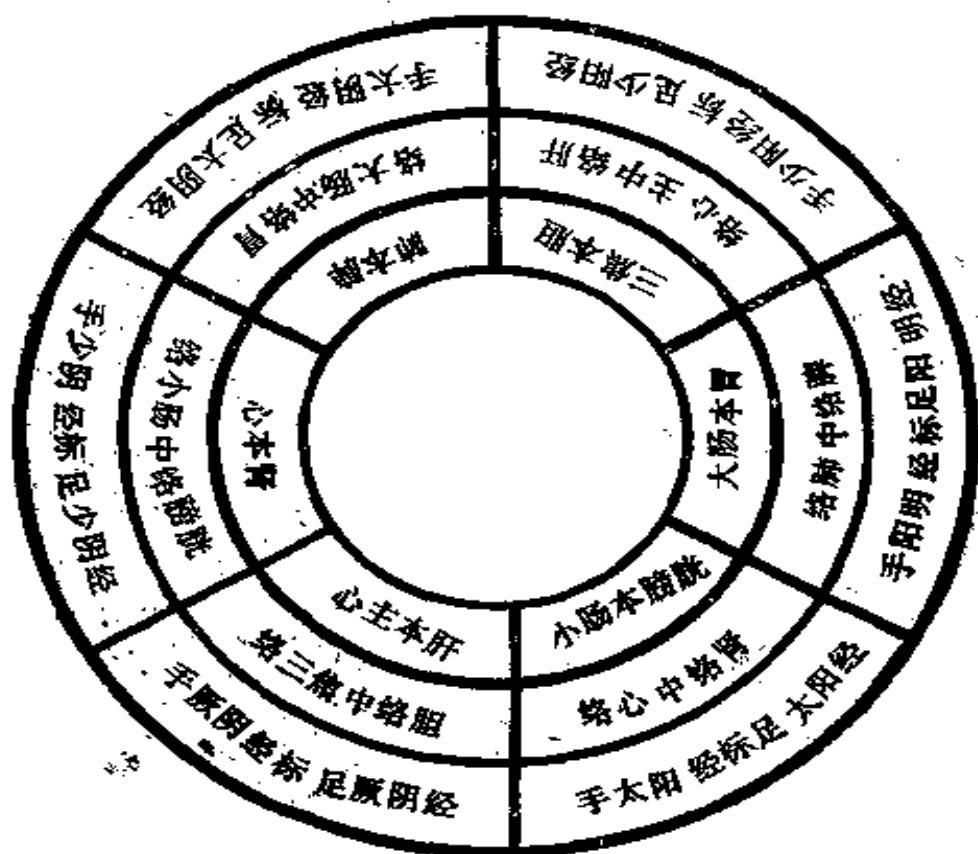 手太阴经标足太阴经
络大肠中络胃
肺本脾
手少阳经标足少阳经
络心主中络肝
三焦本胆
手阳明经标足阳明经
络肺中络脾
大肠本胃
手太阳经标足太阳经
络心中络肾
小肠本膀胱
手厥阴经标足厥阴经
络三焦中络胆
心主本肝
手少阴经标足少阴经
络小肠中络膀胱
心本肾